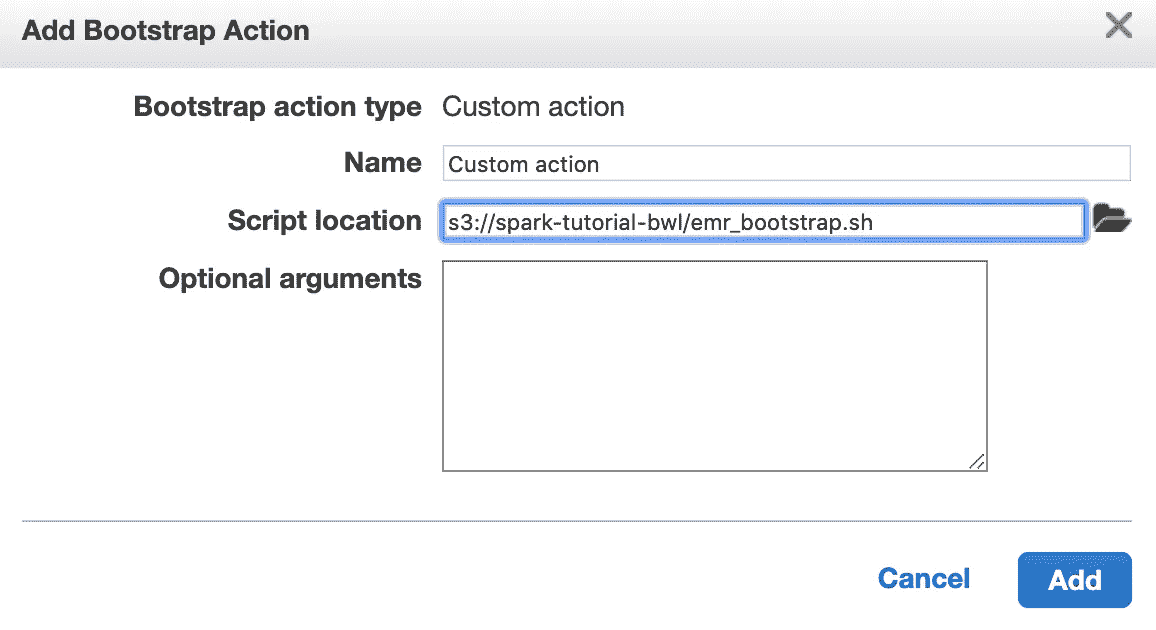 Add Bootstrap Action
Bootstrap action type Custom action
Name Custom action
Script location s3://spark-tutorial-bwl/emr_bootstrap.sh
Optional arguments
Cancel Add